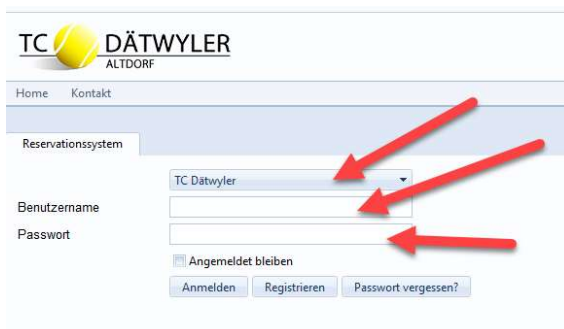 TC DÄTWYLER
ALTDORF
Home Kontakt
Reservationssystem
TC Dätwyler
Benutzername
Passwort
Angemeldet bleiben
Anmelden Registrieren Passwort vergessen?